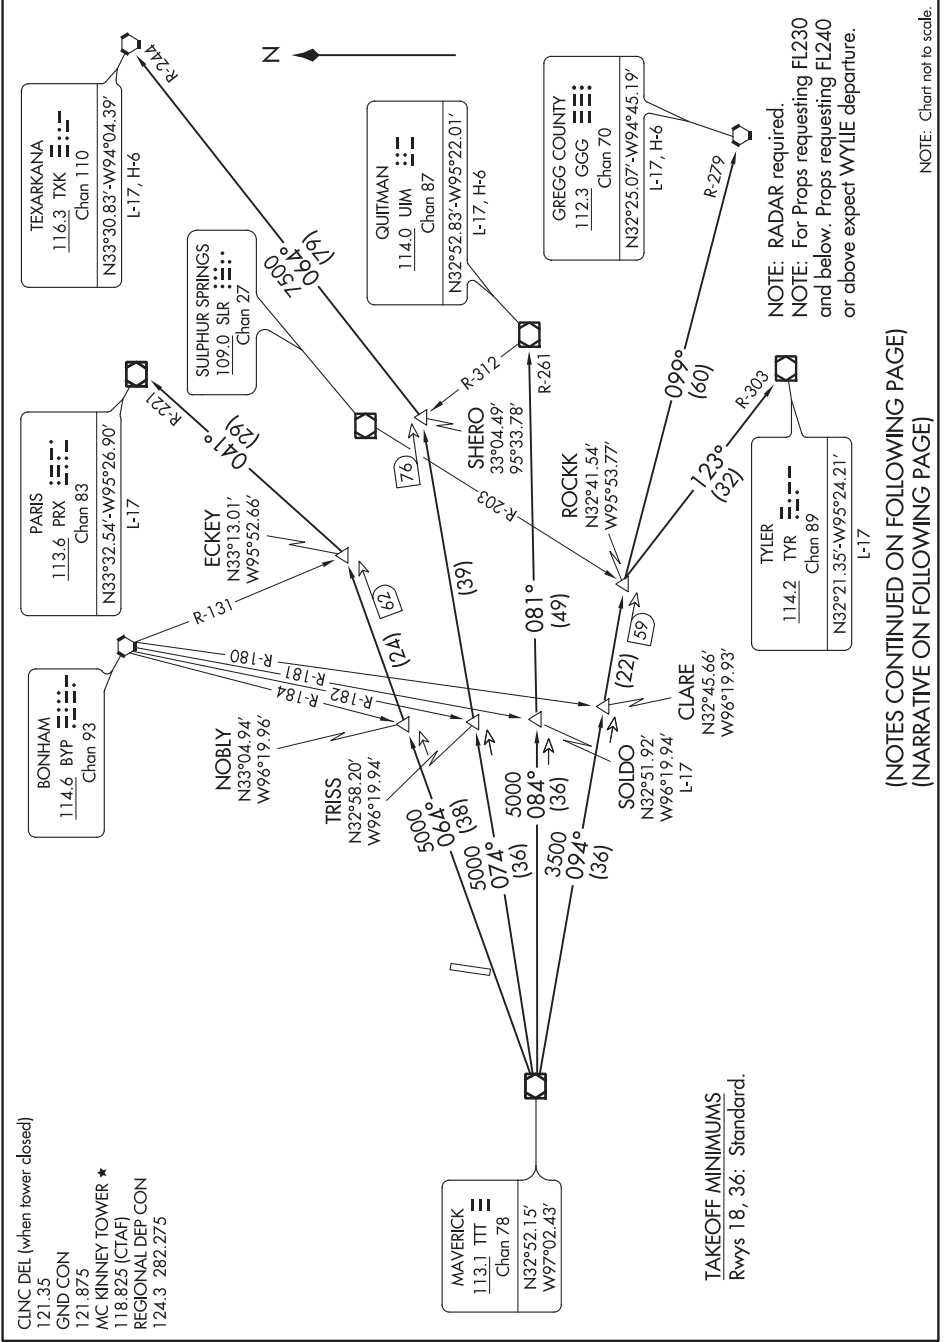 CLNC DEL (when tower closed)
121.35
GND CON
121.875
MC KINNEY TOWER ★
118.825 (CTAF)
REGIONAL DEP CON
124.3 282.275
BONHAM
114.6 BYP
Chan 93
PARIS
113.6 PRX
Chan 83
N33°32.54'-W95°26.90'
L-17
TEXARKANA
116.3 TXK
Chan 110
N33°30.83'-W94°04.39'
L-17, H-6
R-244
R-221
041°
(29)
ECKEY
N33°13.01'
W95°52.66'
R-131
SULPHUR SPRINGS
109.0 SLR
Chan 27
7500
064°
(79)
N
NOBLY
N33°04.94'
W96°19.96'
R-180
R-181
R-182
R-184
(24)
62
TRISS
N32°58.20'
W96°19.94'
76
SHERO
33°04.49'
95°33.78'
R-312
QUITMAN
114.0 UIM
Chan 87
N32°52.83'-W95°22.01'
L-17, H-6
5000
064°
(38)
5000
074°
(36)
5000
084°
(36)
3500
094°
(36)
(39)
R-203
081°
(49)
R-261
ROCKK
N32°41.54'
W95°53.77'
GREGG COUNTY
112.3 GGG
Chan 70
N32°25.07'-W94°45.19'
L-17, H-6
MAVERICK
113.1 TTT
Chan 78
N32°52.15'
W97°02.43'
SOLDO
N32°51.92'
W96°19.94'
L-17
(22)
59
CLARE
N32°45.66'
W96°19.93'
099°
(60)
R-279
123°
(32)
R-303
TYLER
114.2 TYR
Chan 89
N32°21.35'-W95°24.21'
L-17
TAKEOFF MINIMUMS
Rwys 18, 36: Standard.
NOTE: RADAR required.
NOTE: For Props requesting FL230
and below. Props requesting FL240
or above expect WYLIE departure.
(NOTES CONTINUED ON FOLLOWING PAGE)
(NARRATIVE ON FOLLOWING PAGE)
NOTE: Chart not to scale.